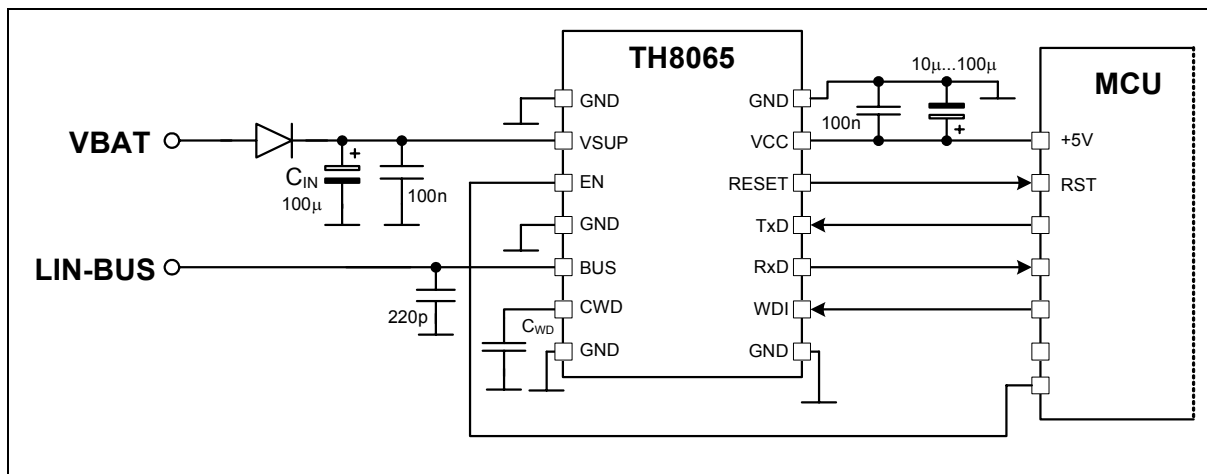 TH8065
MCU
VBAT
LIN-BUS
C_IN
100µ
100n
220p
C_WD
GND
VSUP
EN
GND
BUS
CWD
GND
GND
VCC
RESET
TxD
RxD
WDI
GND
10µ...100µ
100n
+
+
+5V
RST